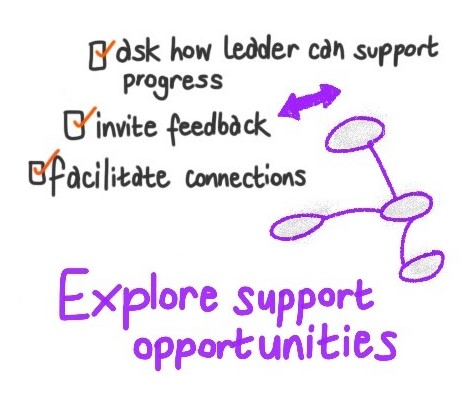 ask how leader can support
progress
invite feedback
facilitate connections
Explore support
opportunities